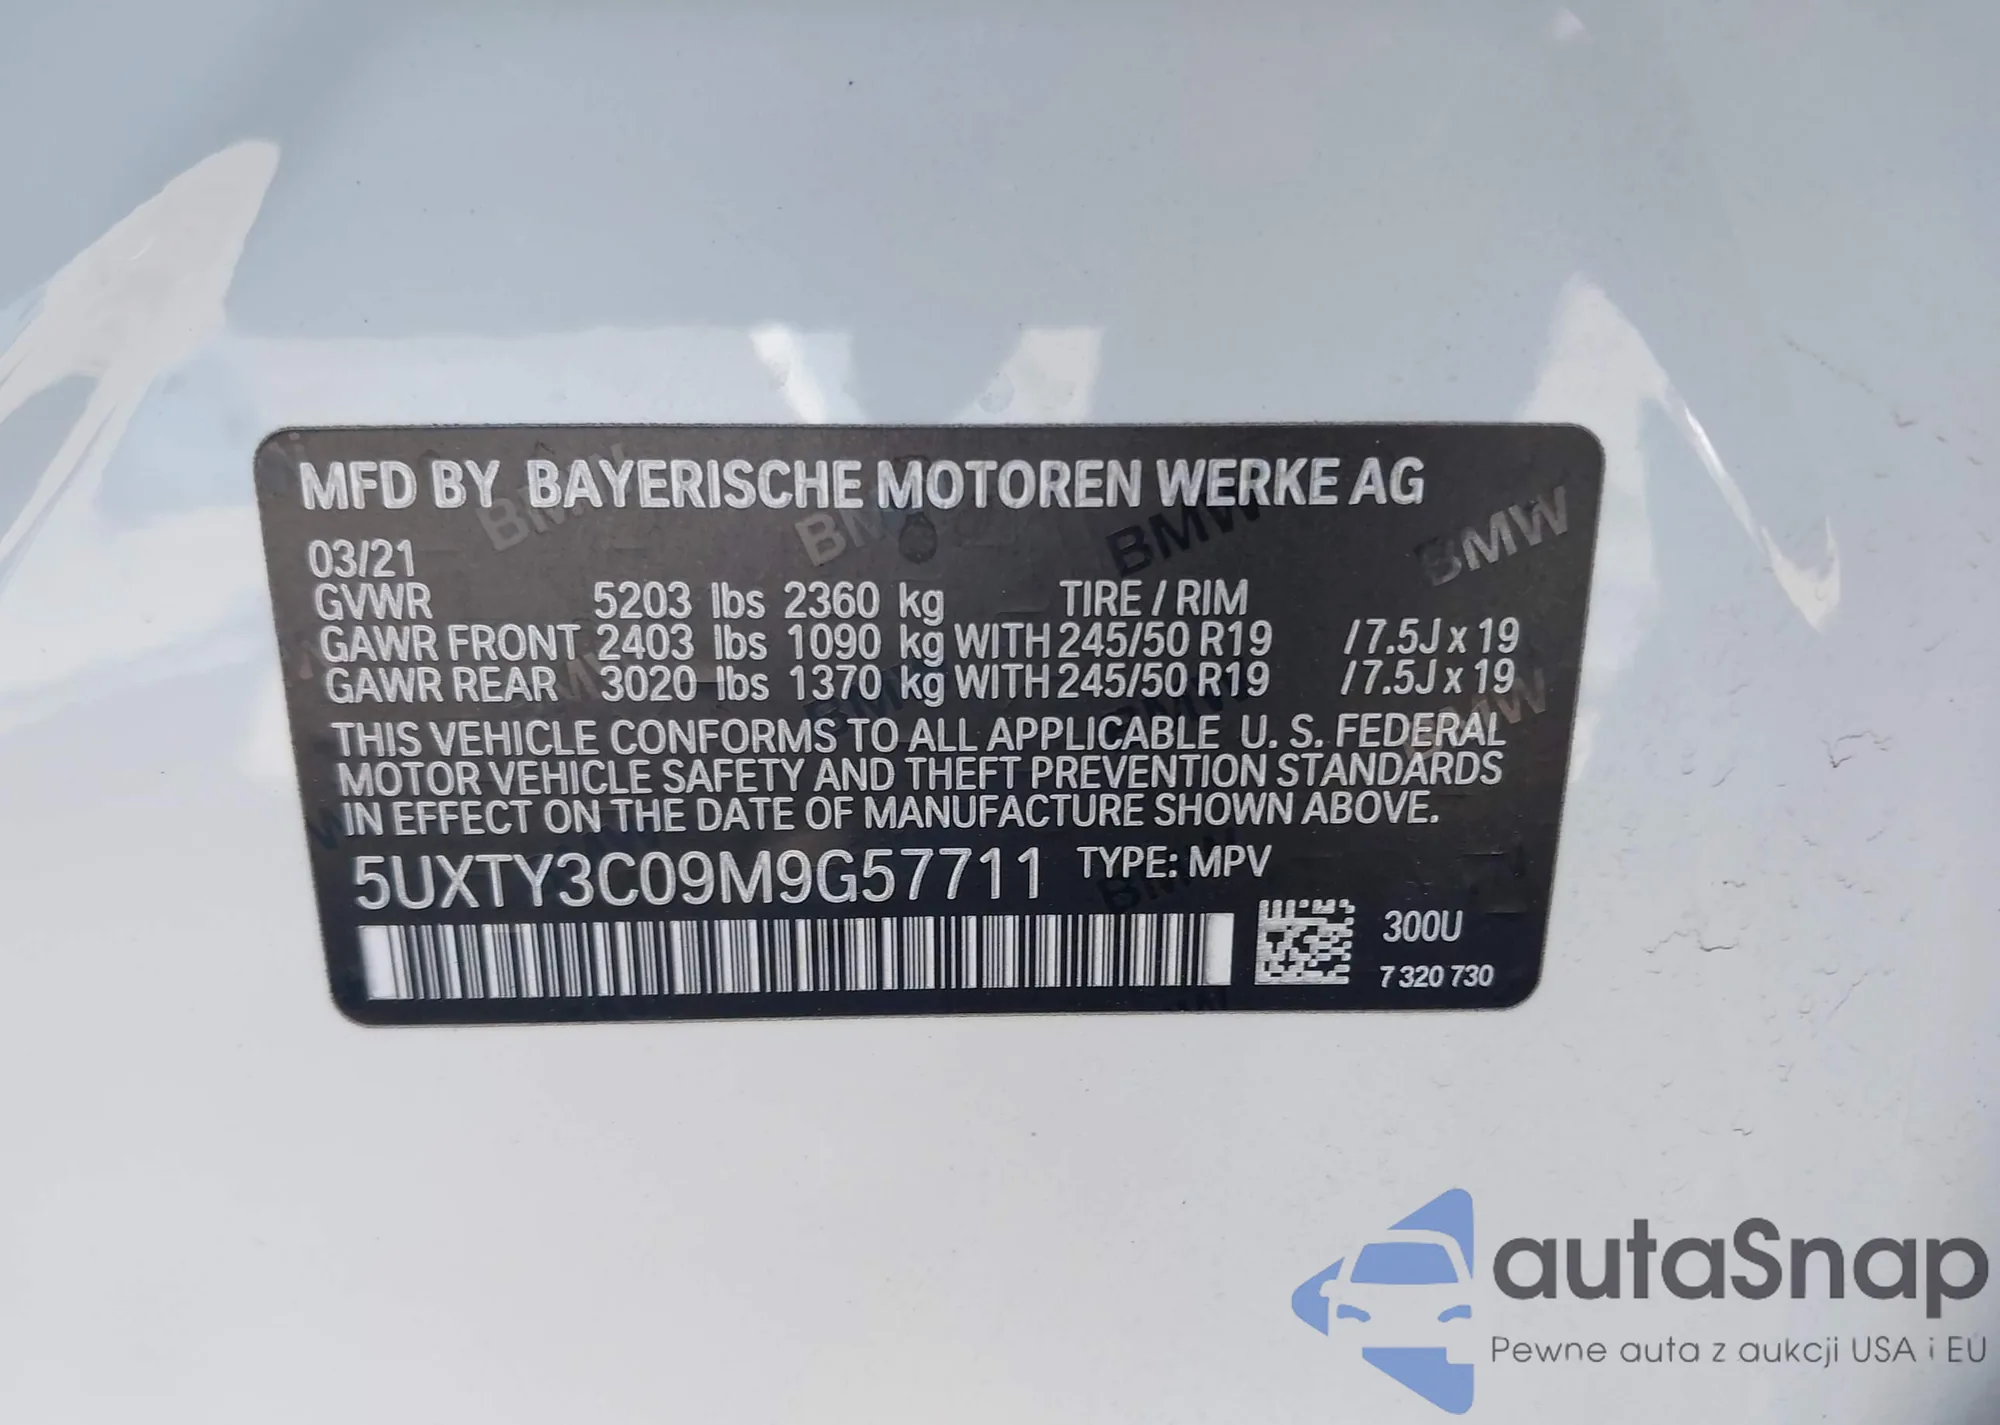 MFD BY BAYERISCHE MOTOREN WERKE AG
03/21
GVWR 5203 lbs 2360 kg TIRE / RIM
GAWR FRONT 2403 lbs 1090 kg WITH 245/50 R19 / 7.5J x 19
GAWR REAR 3020 lbs 1370 kg WITH 245/50 R19 / 7.5J x 19
THIS VEHICLE CONFORMS TO ALL APPLICABLE U. S. FEDERAL
MOTOR VEHICLE SAFETY AND THEFT PREVENTION STANDARDS
IN EFFECT ON THE DATE OF MANUFACTURE SHOWN ABOVE.
5UXTY3C09M9G57711 TYPE: MPV
300U
7 320 730
autaSnap
Pewne auta z aukcji USA i EU